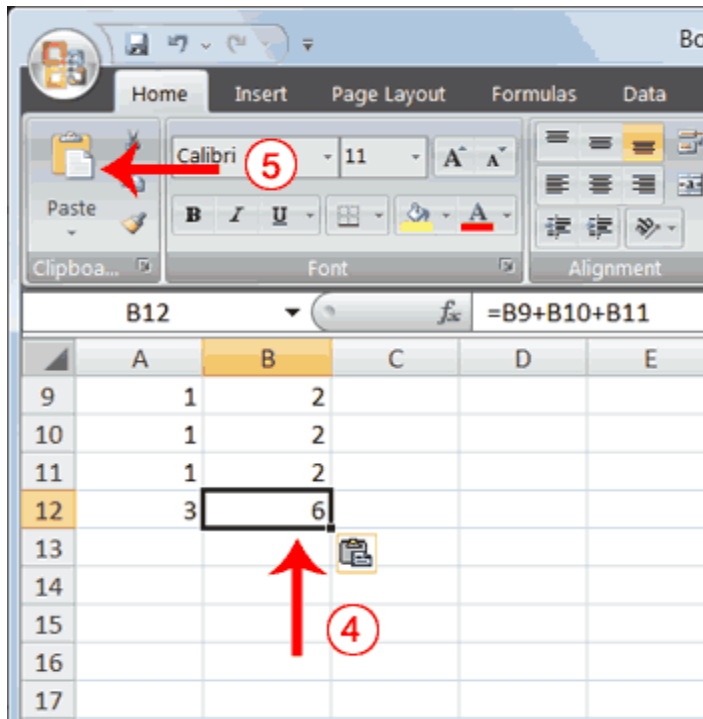 Bo
Home Insert Page Layout Formulas Data
Calibri 11 A A
5
Paste
B I U A
Clipboa... Font Alignment
B12 fx =B9+B10+B11
A B C D E
9 1 2
10 1 2
11 1 2
12 3 6
13
14
15 4
16
17